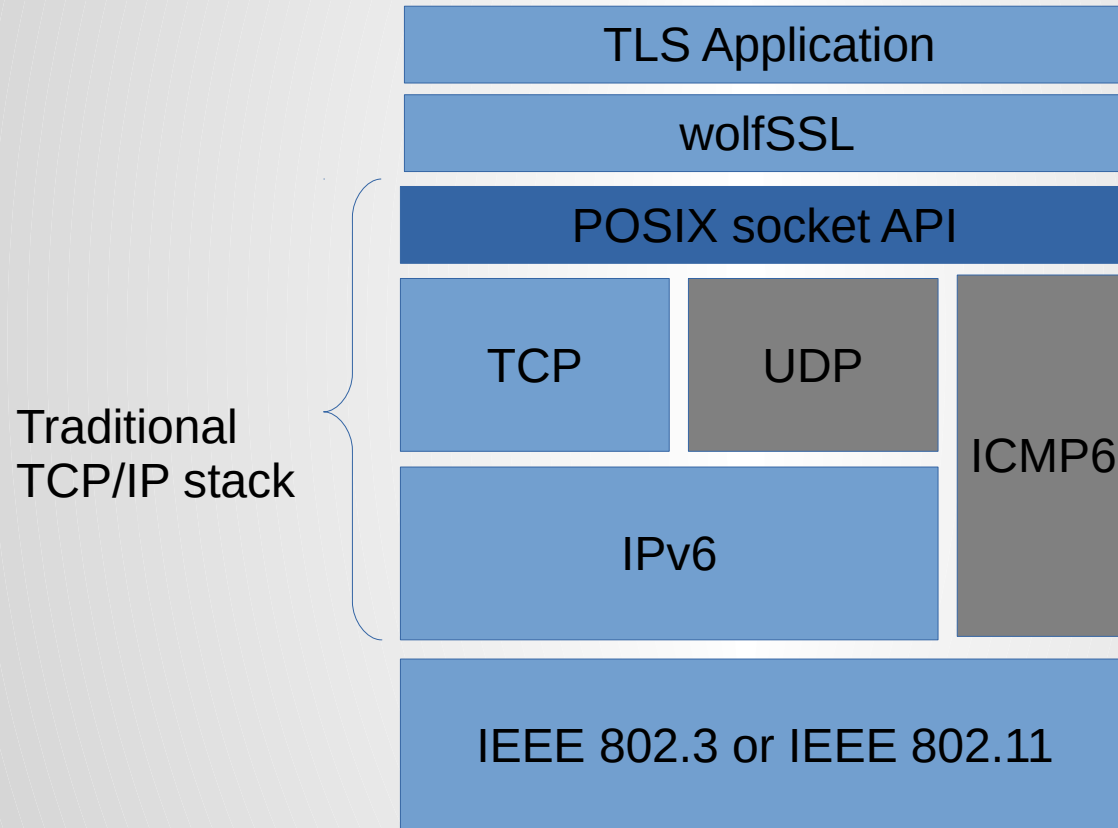 TLS Application
wolfSSL
POSIX socket API
TCP
UDP
ICMP6
Traditional
TCP/IP stack
IPv6
IEEE 802.3 or IEEE 802.11